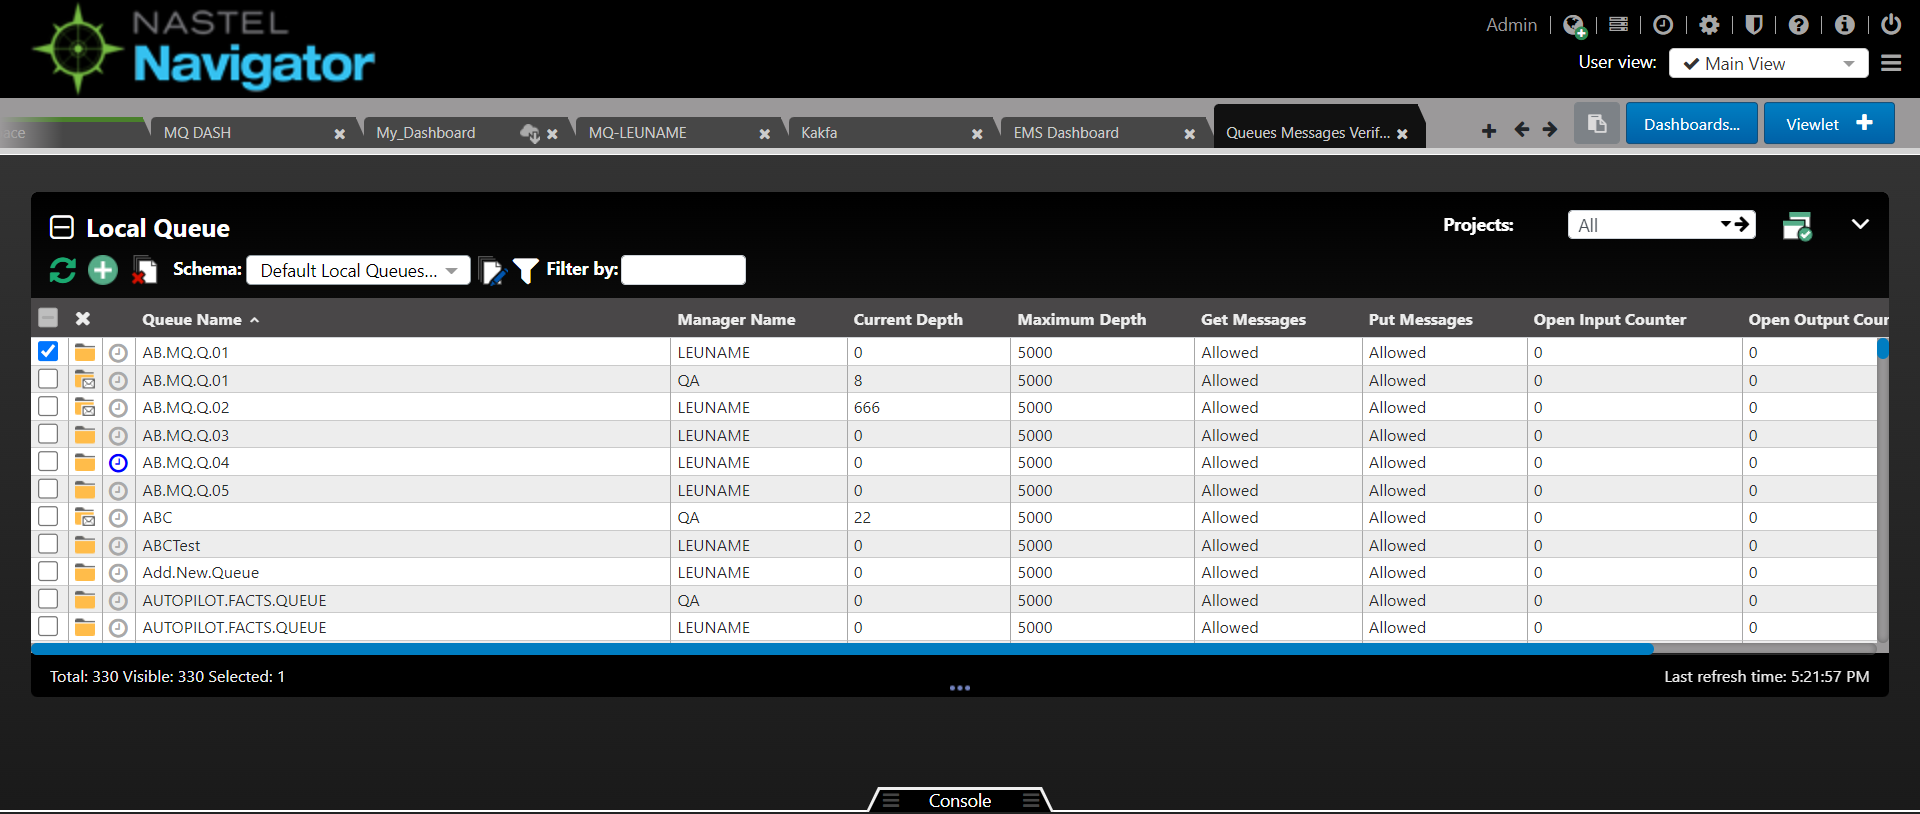 NASTEL
Navigator
Admin
User view: Main View
ace
MQ DASH
My_Dashboard
MQ-LEUNAME
Kakfa
EMS Dashboard
Queues Messages Verif...
Dashboards...
Viewlet
Local Queue
Projects: All
Schema: Default Local Queues... Filter by:
Queue Name Manager Name Current Depth Maximum Depth Get Messages Put Messages Open Input Counter Open Output Coun
AB.MQ.Q.01 LEUNAME 0 5000 Allowed Allowed 0 0
AB.MQ.Q.01 QA 8 5000 Allowed Allowed 0 0
AB.MQ.Q.02 LEUNAME 666 5000 Allowed Allowed 0 0
AB.MQ.Q.03 LEUNAME 0 5000 Allowed Allowed 0 0
AB.MQ.Q.04 LEUNAME 0 5000 Allowed Allowed 0 0
AB.MQ.Q.05 LEUNAME 0 5000 Allowed Allowed 0 0
ABC QA 22 5000 Allowed Allowed 0 0
ABCTest LEUNAME 0 5000 Allowed Allowed 0 0
Add.New.Queue LEUNAME 0 5000 Allowed Allowed 0 0
AUTOPILOT.FACTS.QUEUE QA 0 5000 Allowed Allowed 0 0
AUTOPILOT.FACTS.QUEUE LEUNAME 0 5000 Allowed Allowed 0 0
Total: 330 Visible: 330 Selected: 1
Last refresh time: 5:21:57 PM
Console